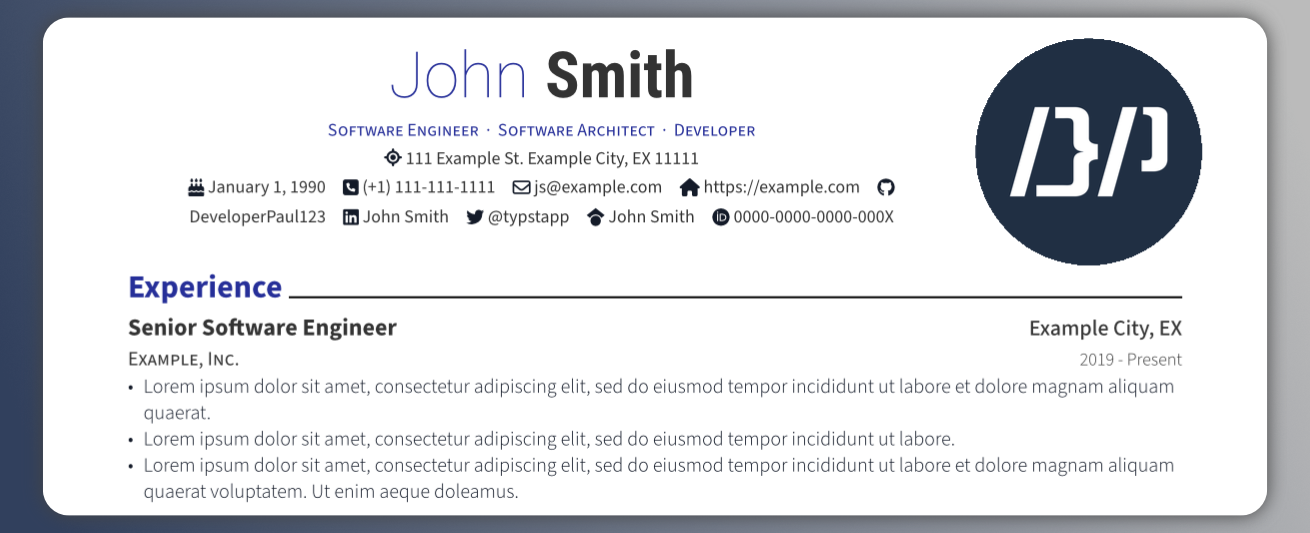 John Smith
Software Engineer · Software Architect · Developer
111 Example St. Example City, EX 11111
January 1, 1990 (+1) 111-111-1111 js@example.com https://example.com
DeveloperPaul123 John Smith @typstapp John Smith 0000-0000-0000-000X
Experience
Senior Software Engineer Example City, EX
Example, Inc. 2019 - Present
• Lorem ipsum dolor sit amet, consectetur adipiscing elit, sed do eiusmod tempor incididunt ut labore et dolore magnam aliquam
quaerat.
• Lorem ipsum dolor sit amet, consectetur adipiscing elit, sed do eiusmod tempor incididunt ut labore.
• Lorem ipsum dolor sit amet, consectetur adipiscing elit, sed do eiusmod tempor incididunt ut labore et dolore magnam aliquam
quaerat voluptatem. Ut enim aeque doleamus.